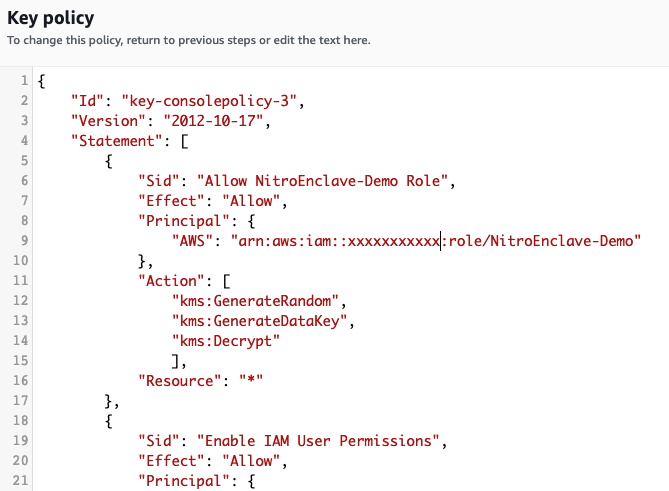 Key policy
To change this policy, return to previous steps or edit the text here.
1 {
2 "Id": "key-consolepolicy-3",
3 "Version": "2012-10-17",
4 "Statement": [
5 {
6 "Sid": "Allow NitroEnclave-Demo Role",
7 "Effect": "Allow",
8 "Principal": {
9 "AWS": "arn:aws:iam::xxxxxxxxxxx:role/NitroEnclave-Demo"
10 },
11 "Action": [
12 "kms:GenerateRandom",
13 "kms:GenerateDataKey",
14 "kms:Decrypt"
15 ],
16 "Resource": "*"
17 },
18 {
19 "Sid": "Enable IAM User Permissions",
20 "Effect": "Allow",
21 "Principal": {